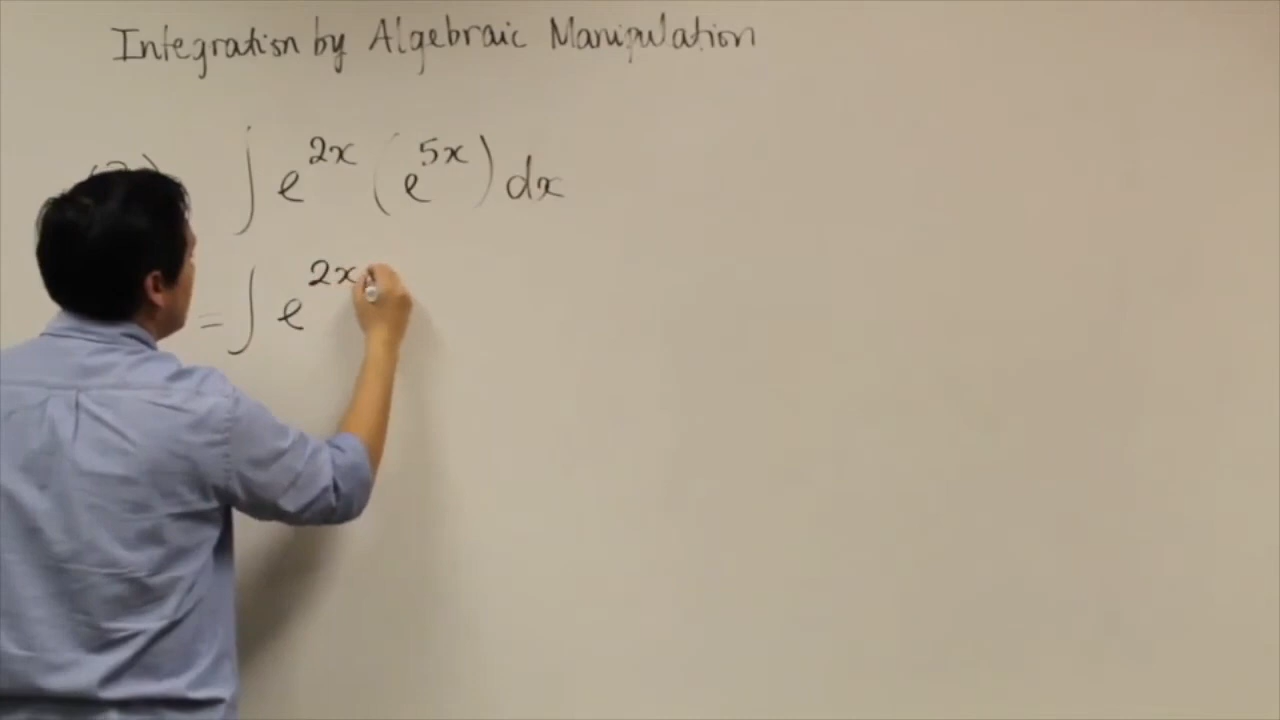 Integration by Algebraic Manipulation
∫ e^{2x} (e^{5x}) dx
= ∫ e^{2x}